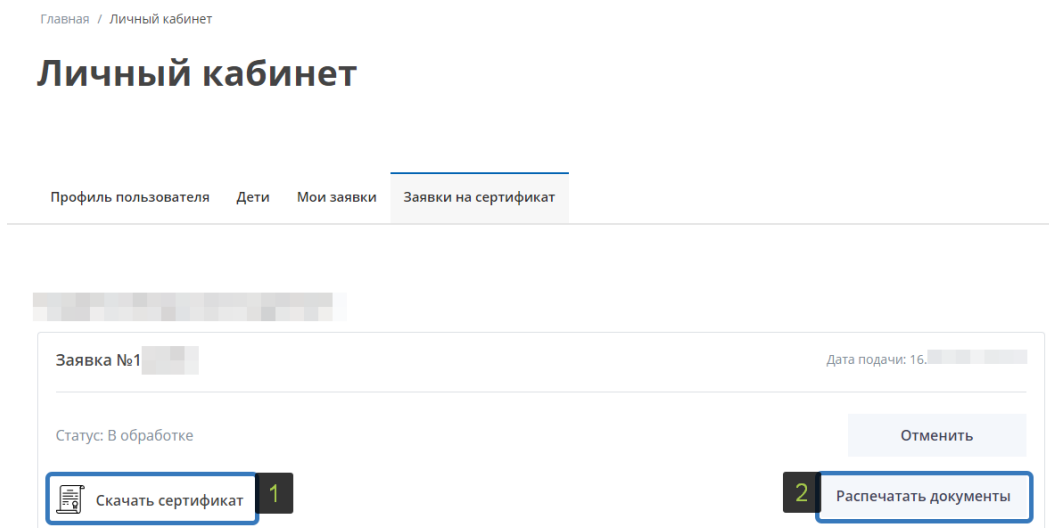 Главная / Личный кабинет
Личный кабинет
Профиль пользователя Дети Мои заявки Заявки на сертификат
Заявка №1 Дата подачи: 16.
Статус: В обработке Отменить
Скачать сертификат 1 2 Распечатать документы